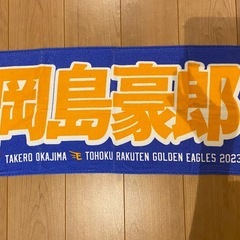 岡島豪郎
TAKERO OKAJIMA TOHOKU RAKUTEN GOLDEN EAGLES 2023